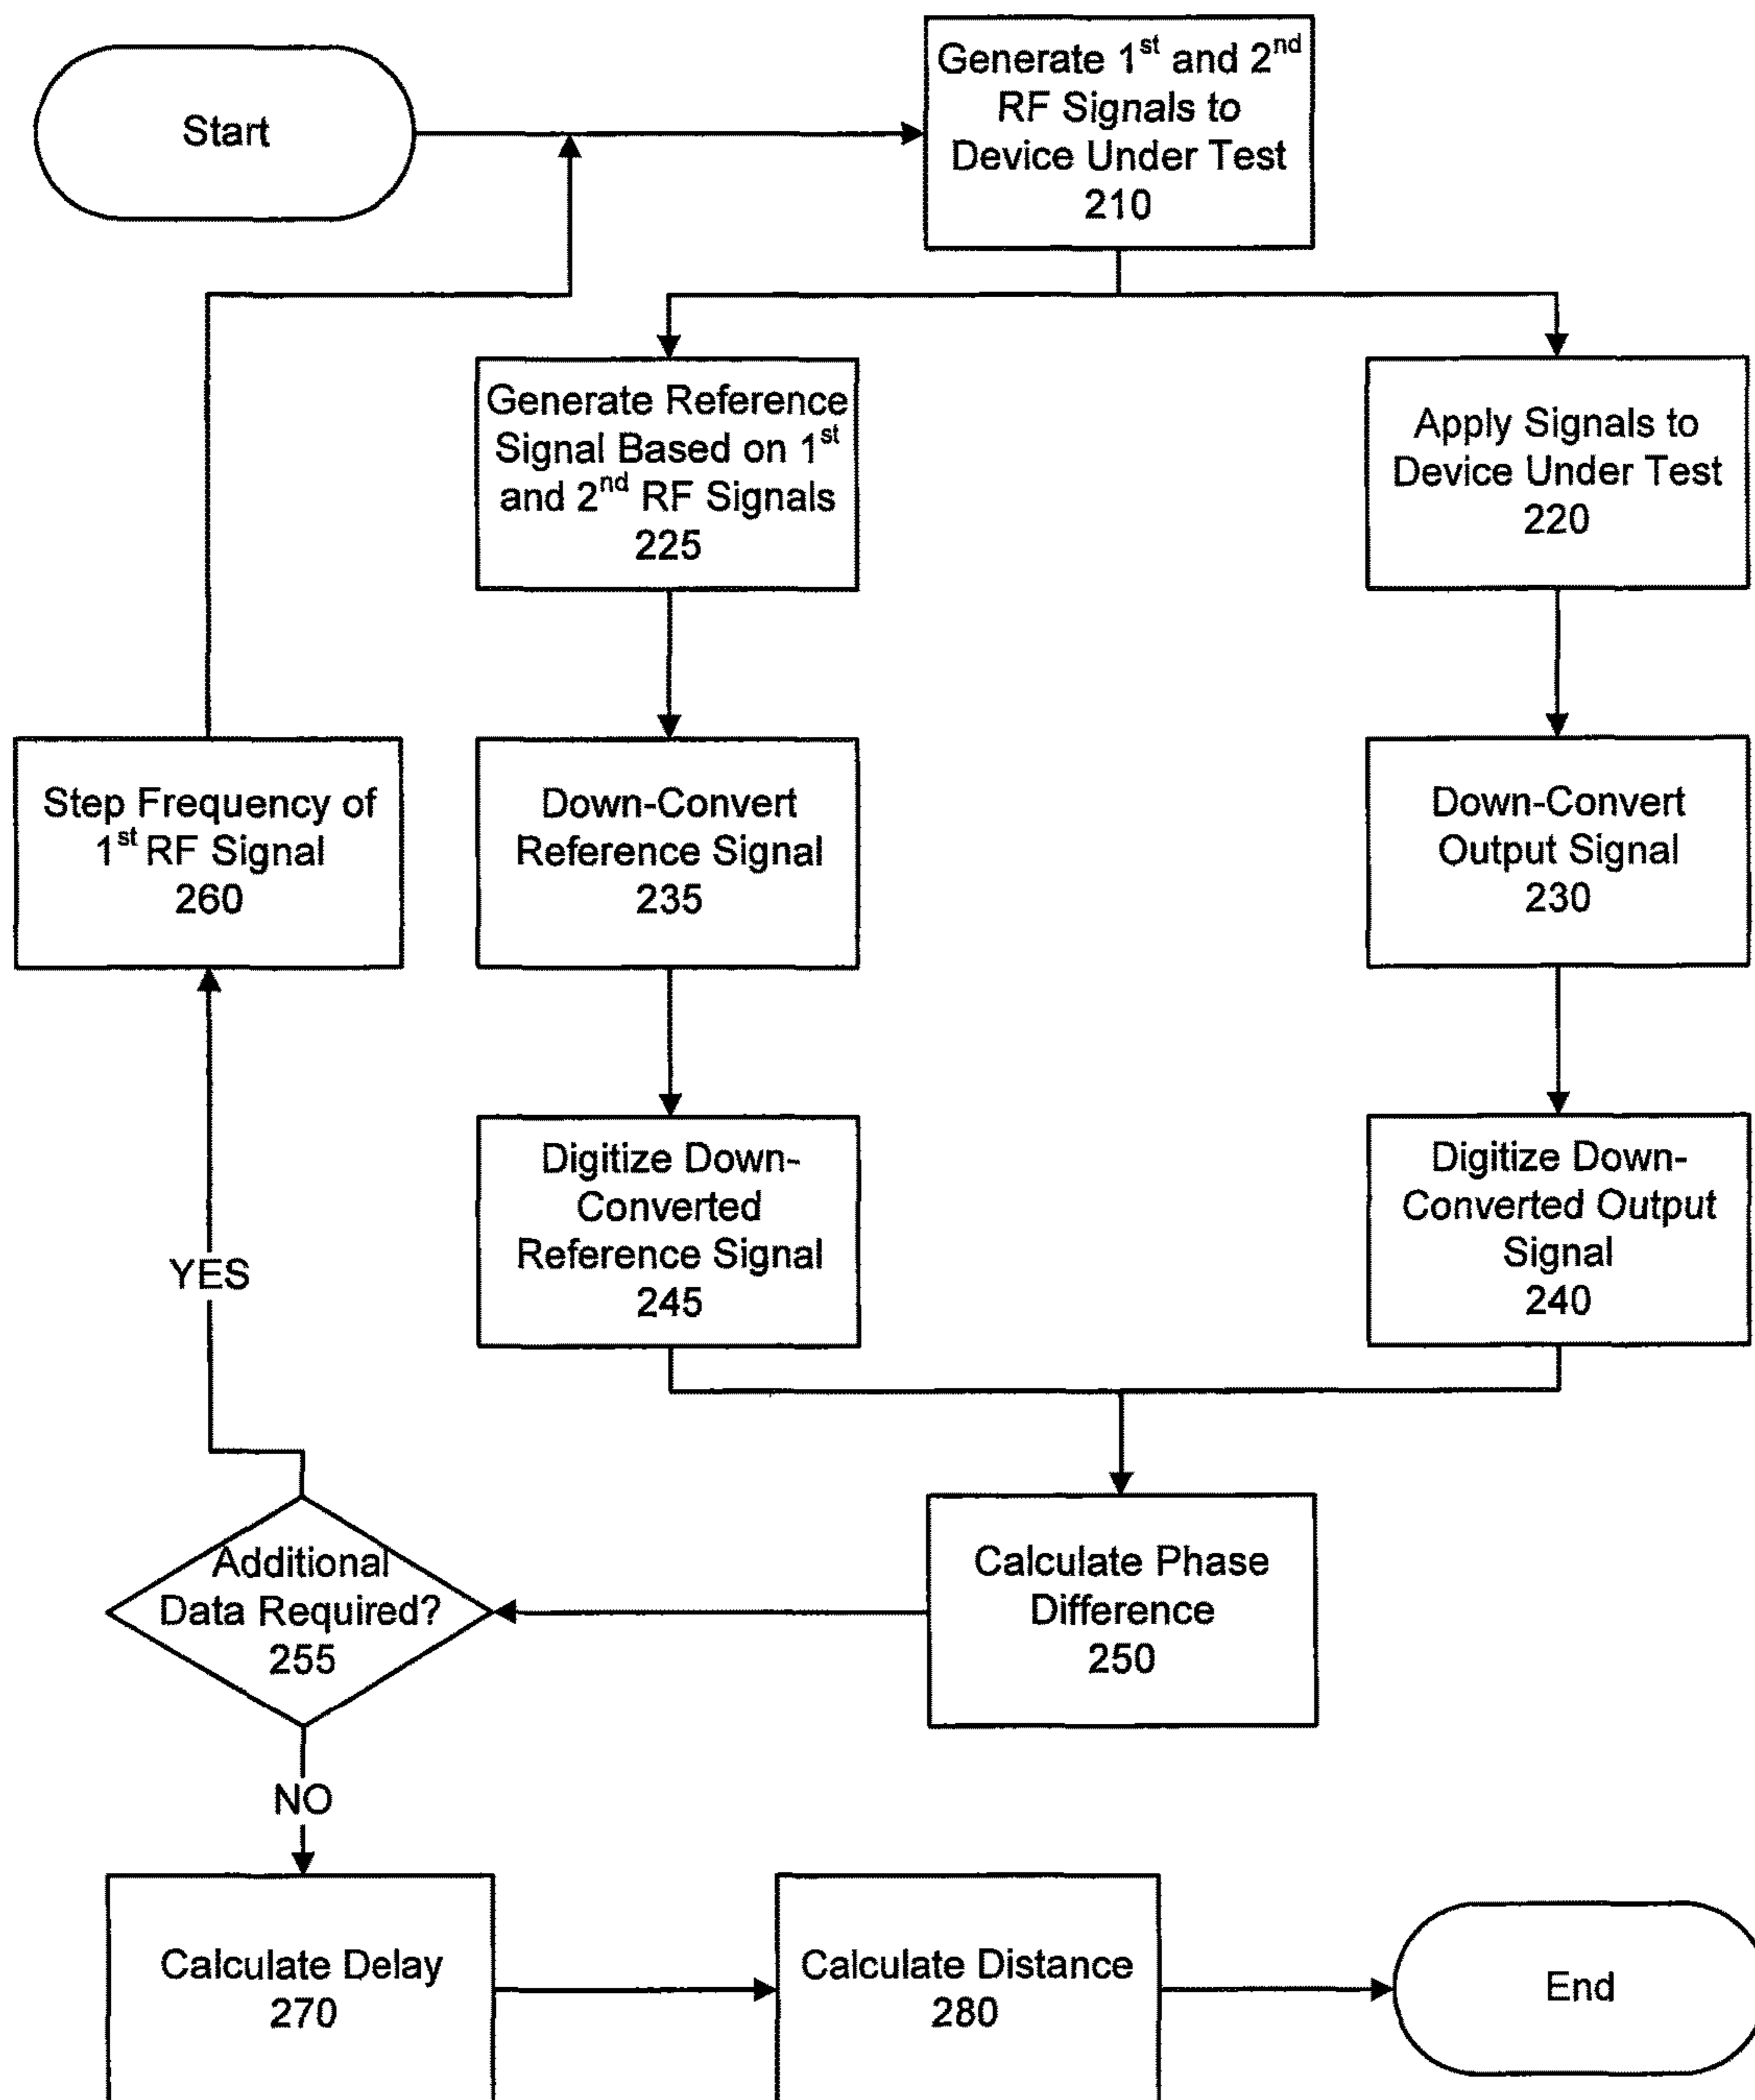 Start
Generate 1st and 2nd
RF Signals to
Device Under Test
210
Generate Reference
Signal Based on 1st
and 2nd RF Signals
225
Apply Signals to
Device Under Test
220
Step Frequency of
1st RF Signal
260
Down-Convert
Reference Signal
235
Down-Convert
Output Signal
230
Digitize Down-
Converted
Reference Signal
245
Digitize Down-
Converted Output
Signal
240
YES
Additional
Data Required?
255
Calculate Phase
Difference
250
NO
Calculate Delay
270
Calculate Distance
280
End